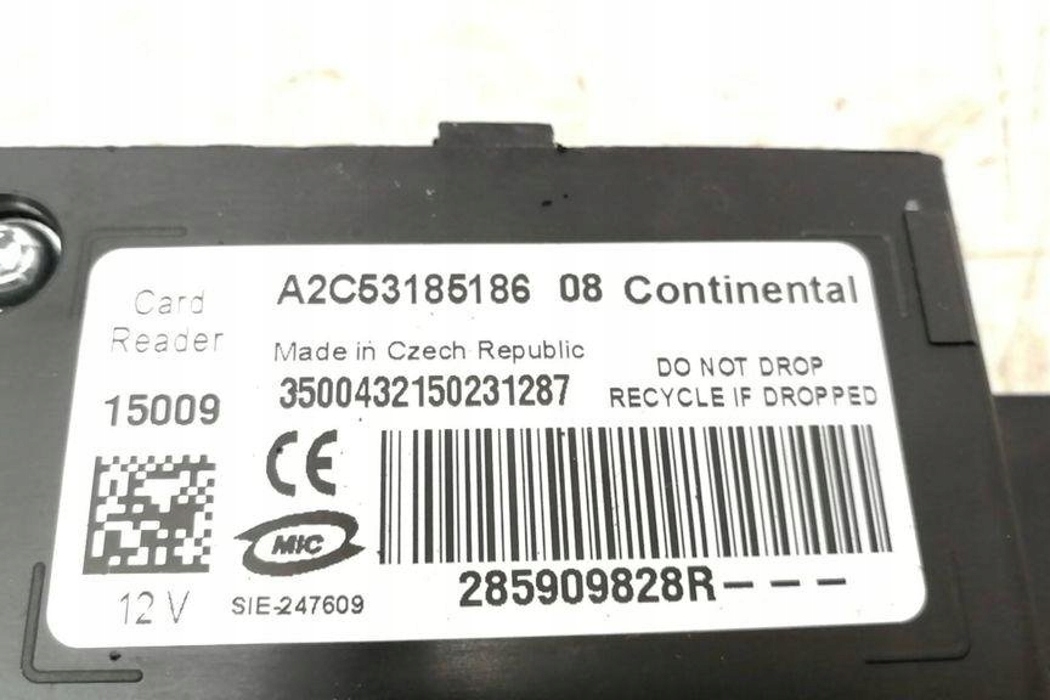 Card
Reader
15009
12 V
A2C53185186 08 Continental
Made in Czech Republic
3500432150231287
DO NOT DROP
RECYCLE IF DROPPED
CE
MIC
SIE-247609
285909828R---